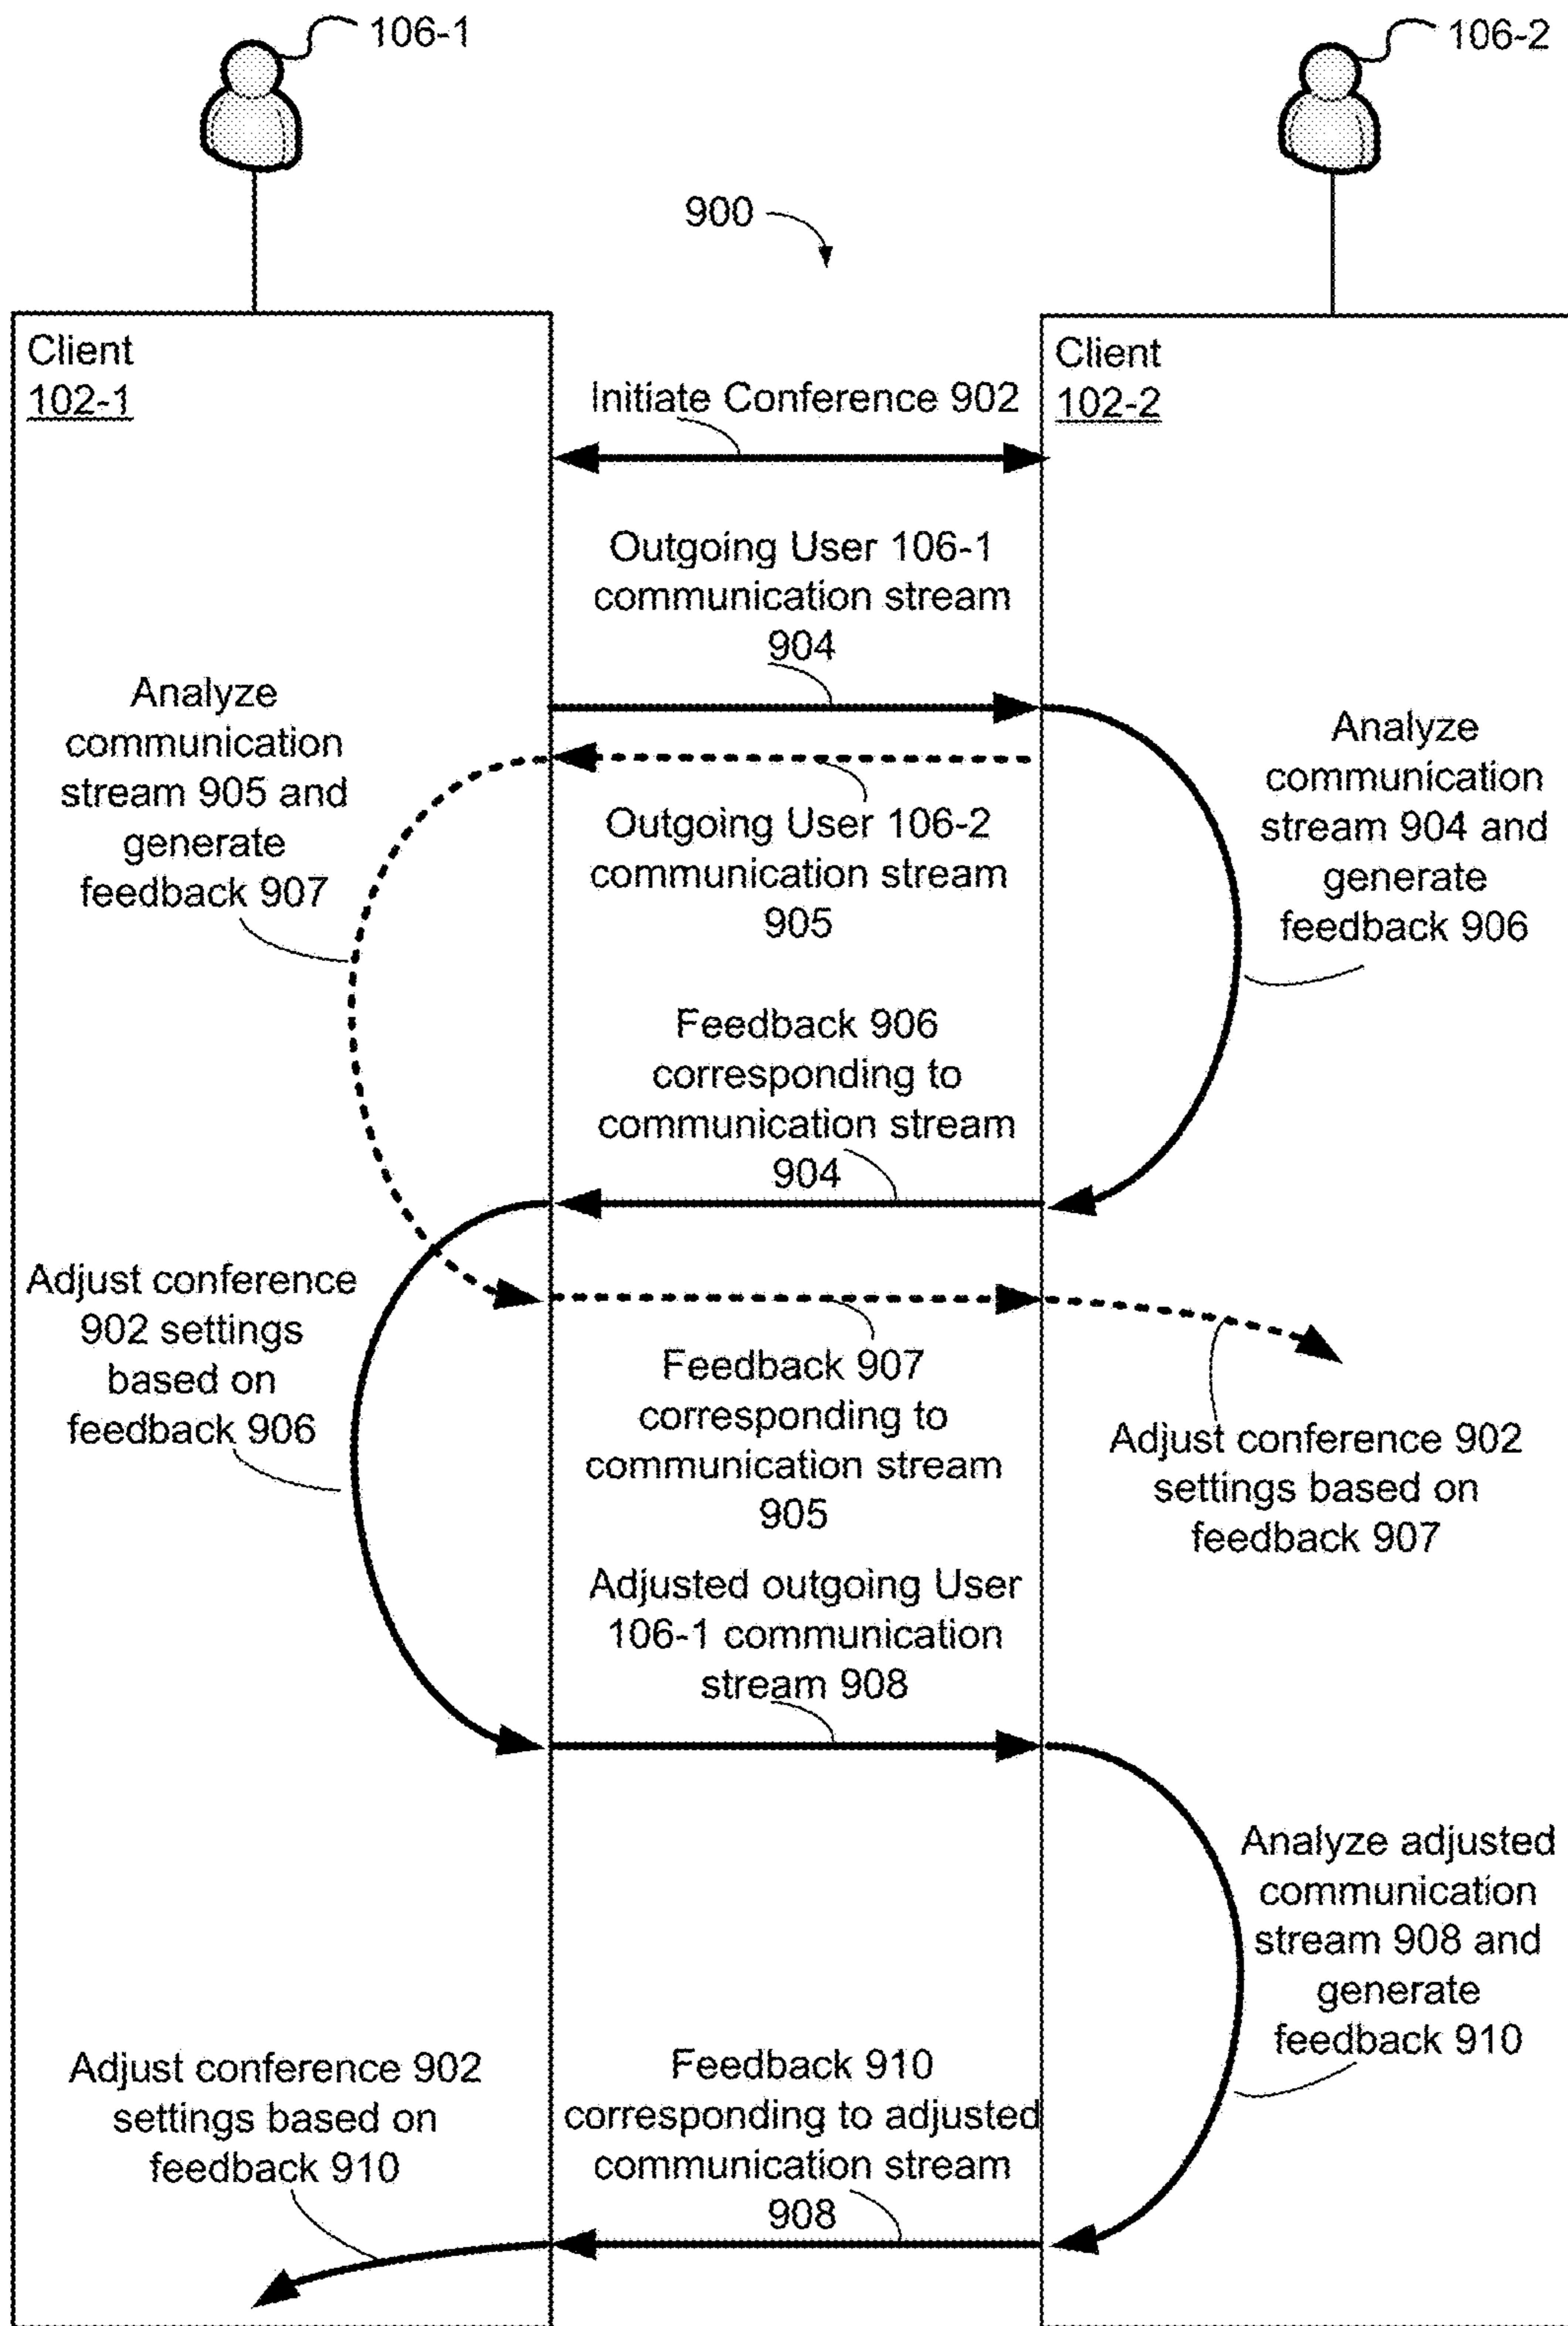 106-1
106-2
900
Client
102-1
Client
102-2
Initiate Conference 902
Outgoing User 106-1
communication stream
904
Analyze
communication
stream 905 and
generate
feedback 907
Analyze
communication
stream 904 and
generate
feedback 906
Outgoing User 106-2
communication stream
905
Feedback 906
corresponding to
communication stream
904
Adjust conference
902 settings
based on
feedback 906
Feedback 907
corresponding to
communication stream
905
Adjust conference 902
settings based on
feedback 907
Adjusted outgoing User
106-1 communication
stream 908
Analyze adjusted
communication
stream 908 and
generate
feedback 910
Adjust conference 902
settings based on
feedback 910
Feedback 910
corresponding to adjusted
communication stream
908